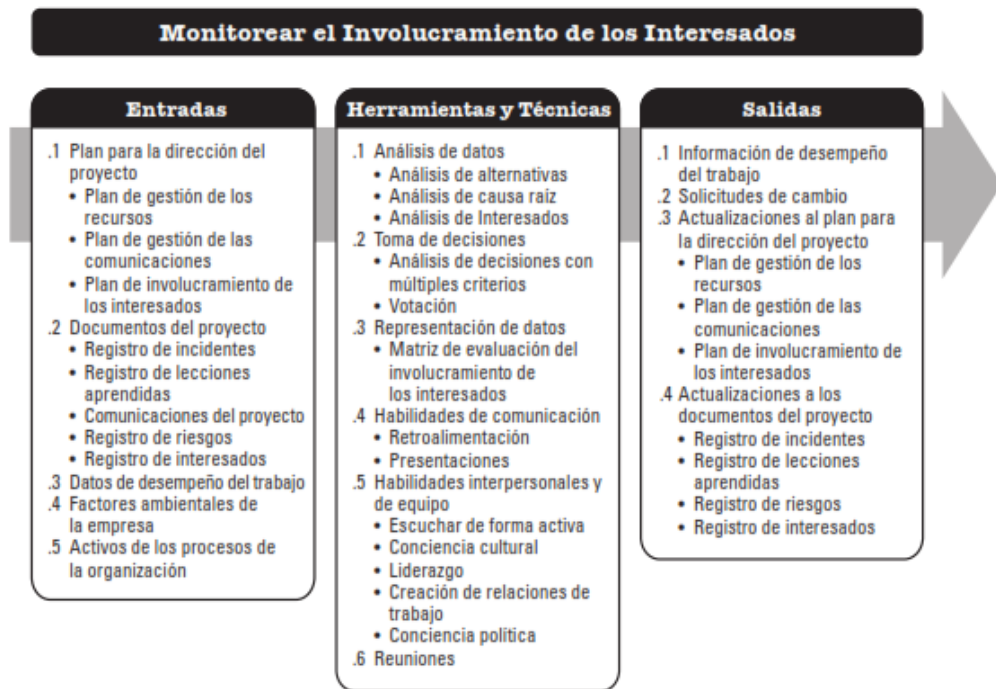 Monitorear el Involucramiento de los Interesados
Entradas
.1 Plan para la dirección del
proyecto
• Plan de gestión de los
recursos
• Plan de gestión de las
comunicaciones
• Plan de involucramiento de
los interesados
.2 Documentos del proyecto
• Registro de incidentes
• Registro de lecciones
aprendidas
• Comunicaciones del proyecto
• Registro de riesgos
• Registro de interesados
.3 Datos de desempeño del trabajo
.4 Factores ambientales de
la empresa
.5 Activos de los procesos de
la organización
Herramientas y Técnicas
.1 Análisis de datos
• Análisis de alternativas
• Análisis de causa raíz
• Análisis de Interesados
.2 Toma de decisiones
• Análisis de decisiones con
múltiples criterios
• Votación
.3 Representación de datos
• Matriz de evaluación del
involucramiento de
los interesados
.4 Habilidades de comunicación
• Retroalimentación
• Presentaciones
.5 Habilidades interpersonales y
de equipo
• Escuchar de forma activa
• Conciencia cultural
• Liderazgo
• Creación de relaciones de
trabajo
• Conciencia política
.6 Reuniones
Salidas
.1 Información de desempeño
del trabajo
.2 Solicitudes de cambio
.3 Actualizaciones al plan para
la dirección del proyecto
• Plan de gestión de los
recursos
• Plan de gestión de las
comunicaciones
• Plan de involucramiento de
los interesados
.4 Actualizaciones a los
documentos del proyecto
• Registro de incidentes
• Registro de lecciones
aprendidas
• Registro de riesgos
• Registro de interesados